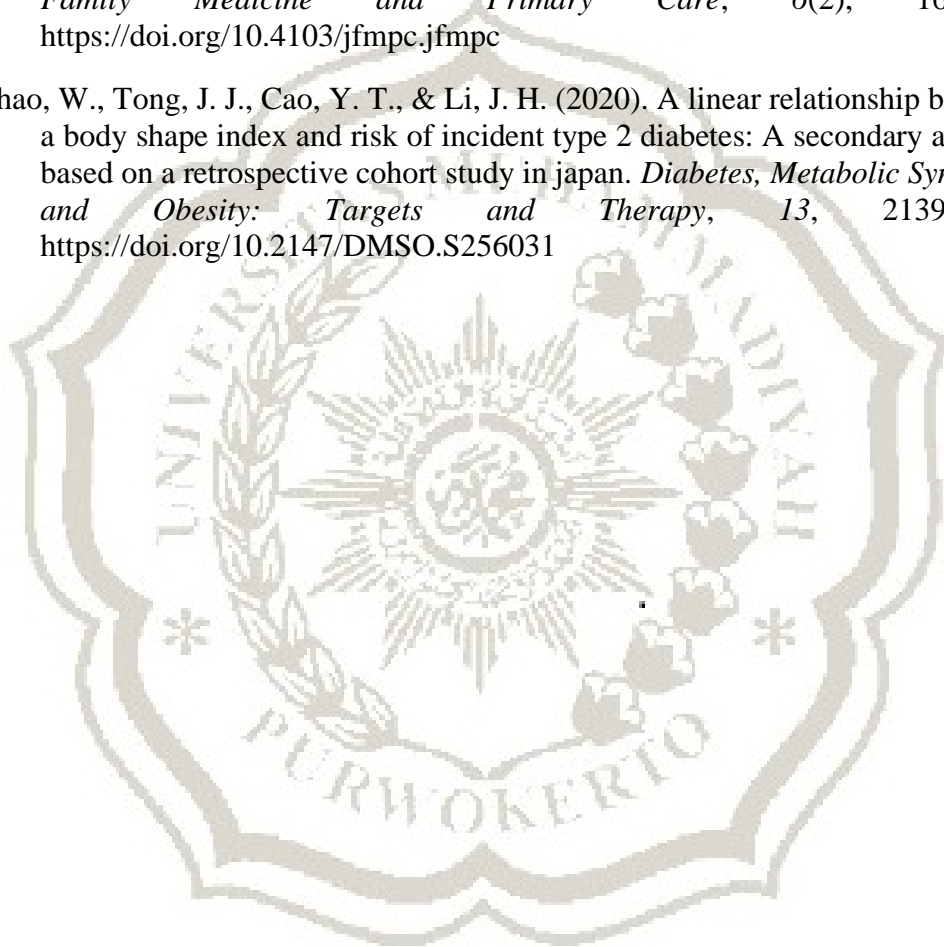 Family Medicine and Primary Care, 6(2), 16
https://doi.org/10.4103/jfmpc.jfmpc
hao, W., Tong, J. J., Cao, Y. T., & Li, J. H. (2020). A linear relationship b
a body shape index and risk of incident type 2 diabetes: A secondary a
based on a retrospective cohort study in japan. Diabetes, Metabolic Syn
and Obesity: Targets and Therapy, 13, 2139
https://doi.org/10.2147/DMSO.S256031
UNIVERSITAS MUHAMMADIYAH
PURWOKERTO